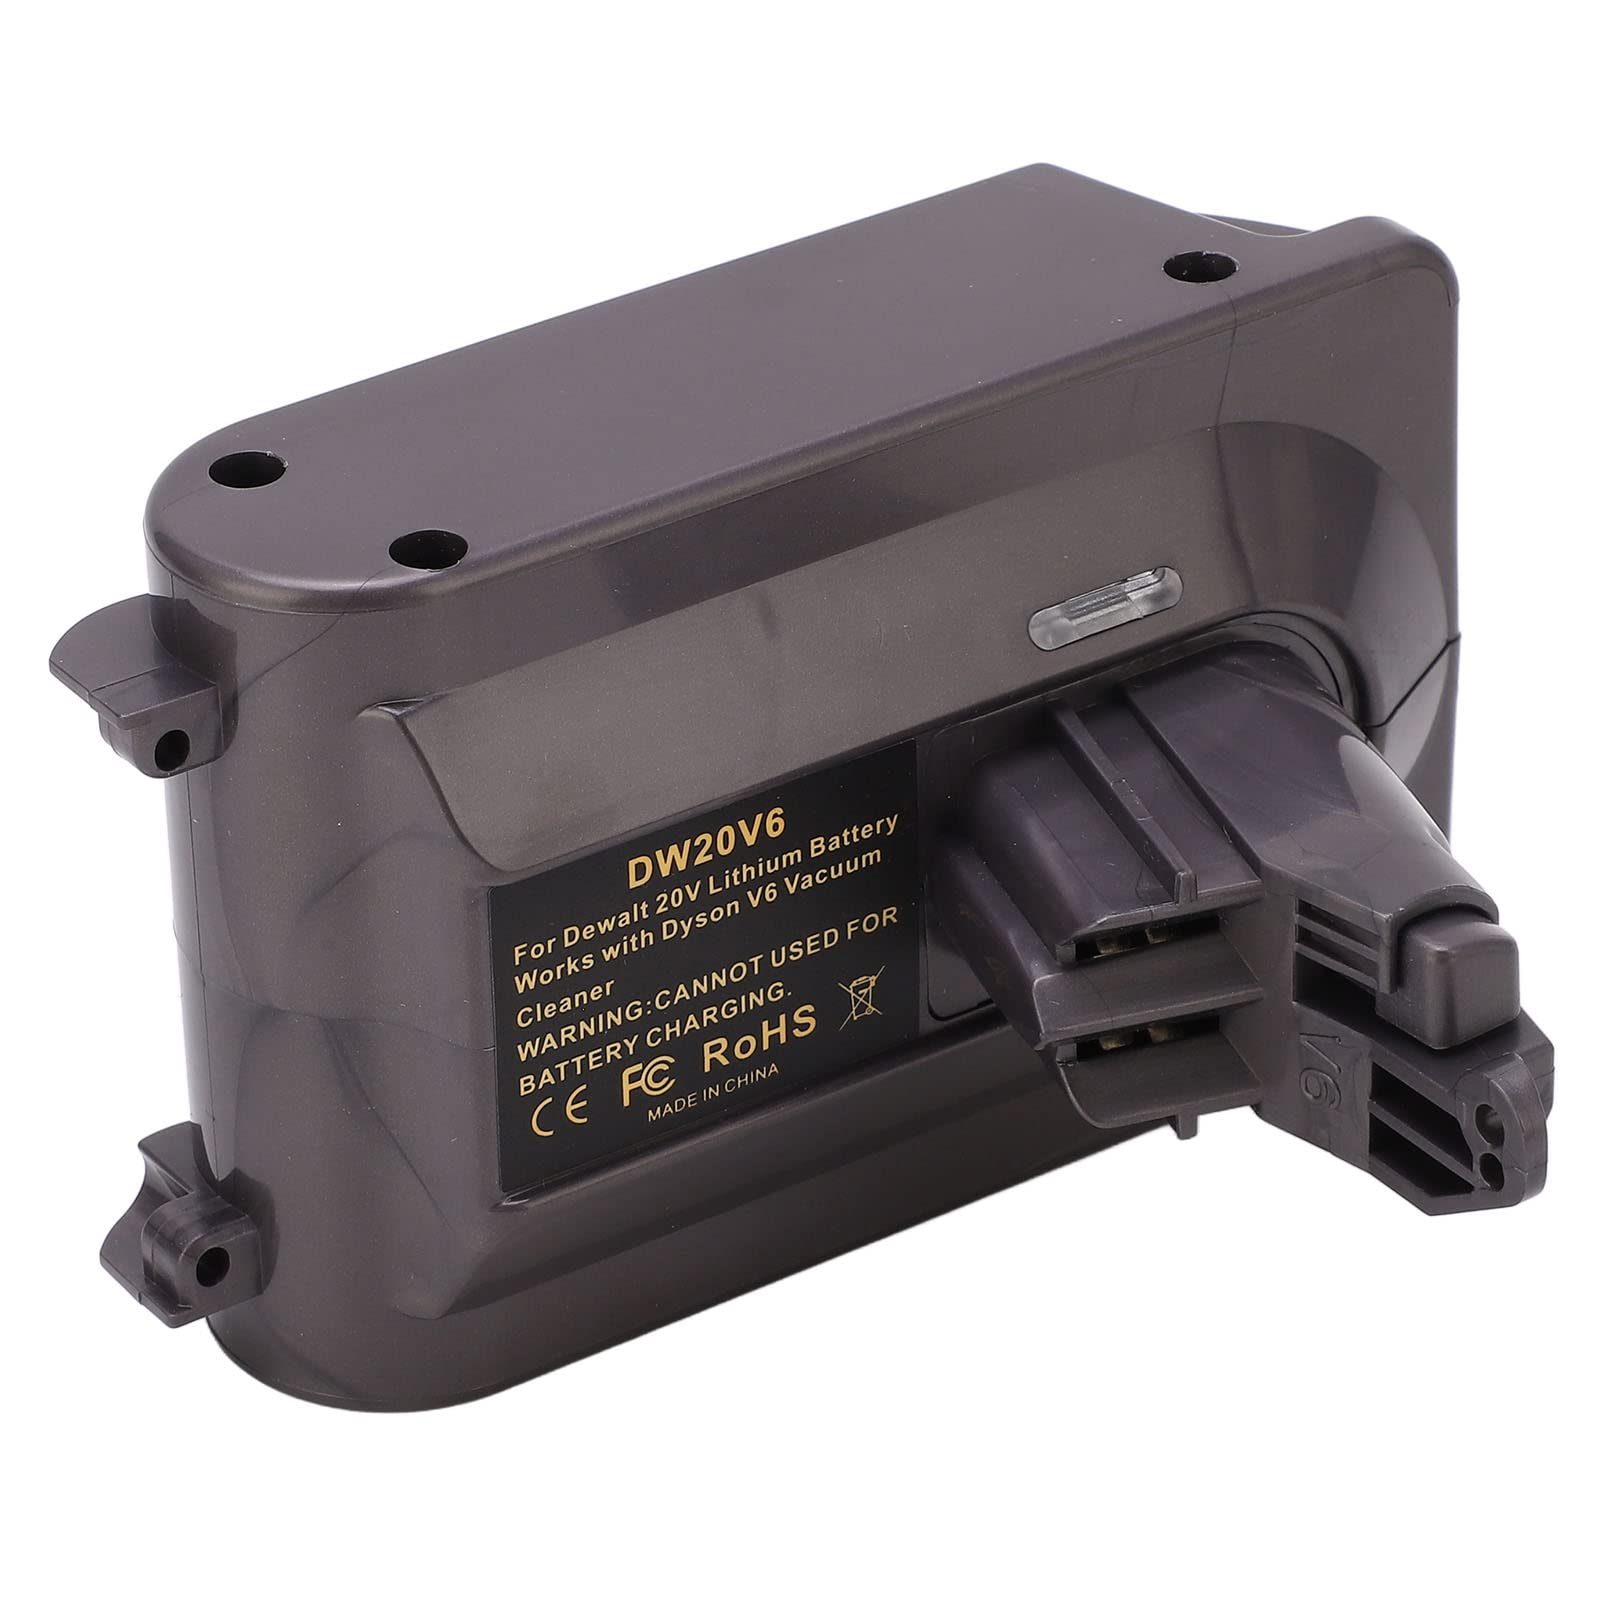 DW20V6
For Dewalt 20V Lithium Battery
Works with Dyson V6 Vacuum
Cleaner
WARNING:CANNOT USED FOR
BATTERY CHARGING.
CE FC RoHS
MADE IN CHINA
V6